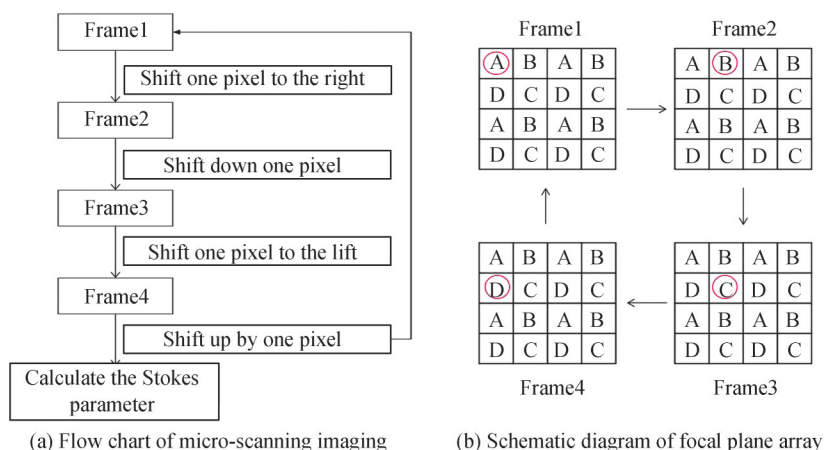 Frame1
Shift one pixel to the right
Frame2
Shift down one pixel
Frame3
Shift one pixel to the lift
Frame4
Shift up by one pixel
Calculate the Stokes
parameter
(a) Flow chart of micro-scanning imaging
Frame1
A B A B
D C D C
A B A B
D C D C
Frame2
A B A B
D C D C
A B A B
D C D C
A B A B
D C D C
A B A B
D C D C
Frame4
A B A B
D C D C
A B A B
D C D C
Frame3
(b) Schematic diagram of focal plane array